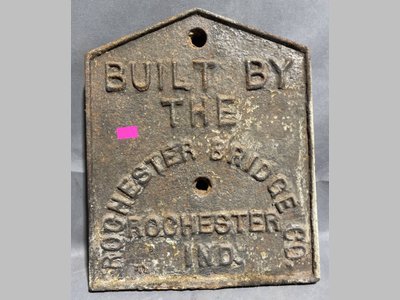 BUILT BY
THE
ROCHESTER BRIDGE CO.
ROCHESTER
IND.